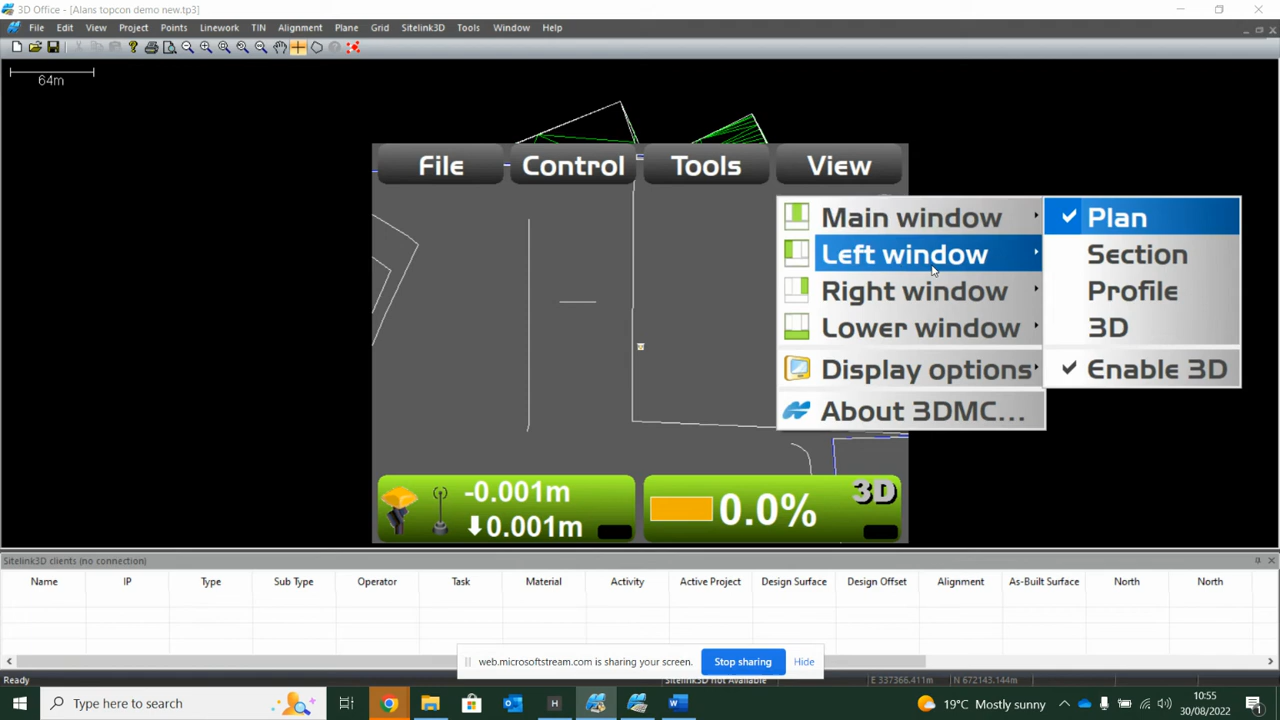 3D Office - Alans topcon demo new.tp3
File Edit View Project Points Linework TIN Alignment Plane Grid Sitelink3D Tools Window Help
64m
File Control Tools View
Main window
Left window
Right window
Lower window
Display options
About 3DMC...
Plan
Section
Profile
3D
Enable 3D
-0.001m
0.001m
0.0%
3D
Sitelink3D clients (no connection)
Name IP Type Sub Type Operator Task Material Activity Active Project Design Surface Design Offset Alignment As-Built Surface North North
web.microsoftstream.com is sharing your screen. Stop sharing Hide
Ready Sitelink3D not Available E 337366.411m N 672143.144m
Type here to search
19°C Mostly sunny
10:55
30/08/2022
1